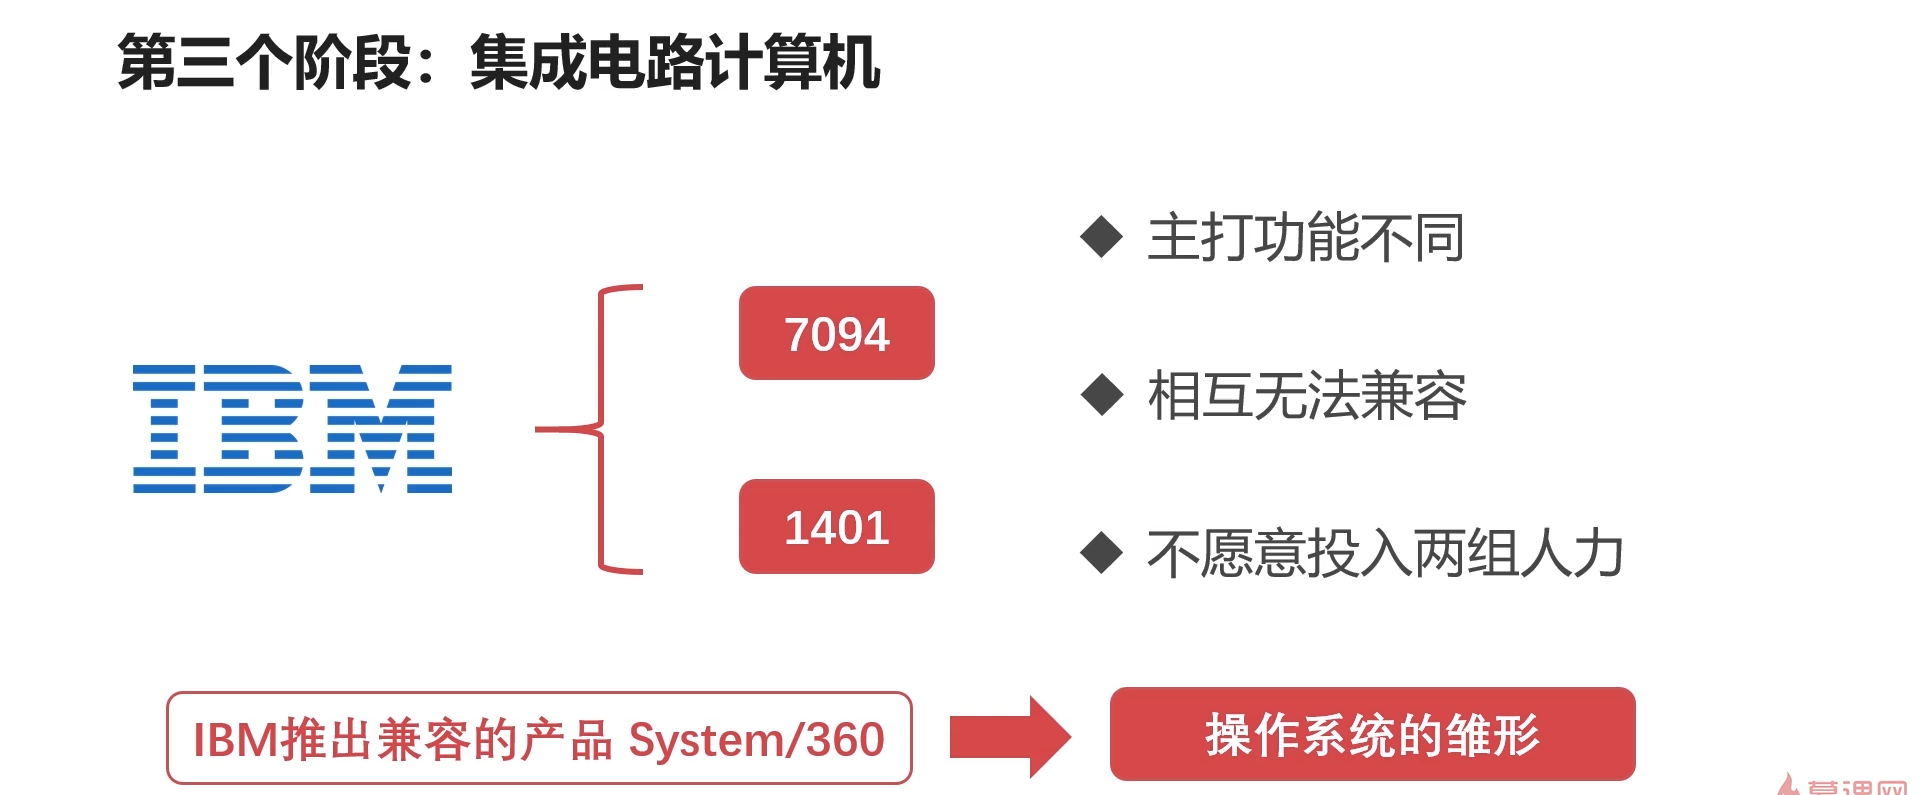 第三个阶段：集成电路计算机
IBM
7094
1401
◆ 主打功能不同
◆ 相互无法兼容
◆ 不愿意投入两组人力
IBM推出兼容的产品 System/360
操作系统的雏形